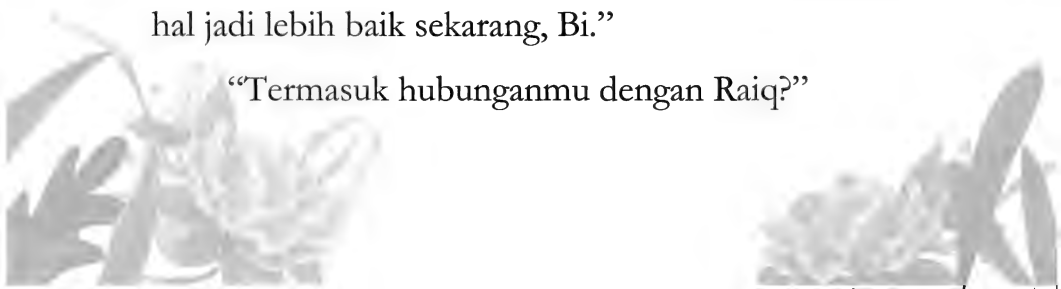 hal jadi lebih baik sekarang, Bi.”
“Termasuk hubunganmu dengan Raiq?”